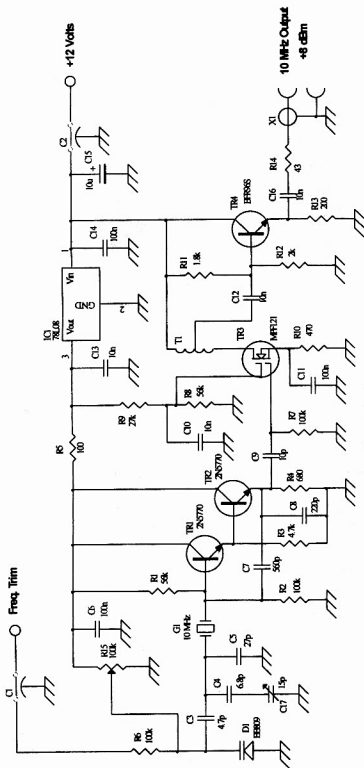 Freq. Trim
C1
R6
100k
R15
100k
C6
100n
R1
56k
C3
4.7p
D1
BB809
C4
6.8p
C17
15p
C5
27p
G1
10 MHz
R2
100k
C7
560p
TR1
2N5770
R3
4.7k
C8
220p
R4
680
TR2
2N5770
R5
100
R9
27k
C10
10n
R8
56k
C9
10p
R7
100k
C13
10n
3
IC1
78L08
Vout
Vin
GND
2
1
C14
100n
C15
10u
+
C2
+12 Volts
T1
TR3
MPF121
C11
100n
R10
470
R11
1.8k
C12
10n
R12
2k
TR4
BFR96S
C16
10n
R13
200
R14
43
X1
10 MHz Output
+8 dBm